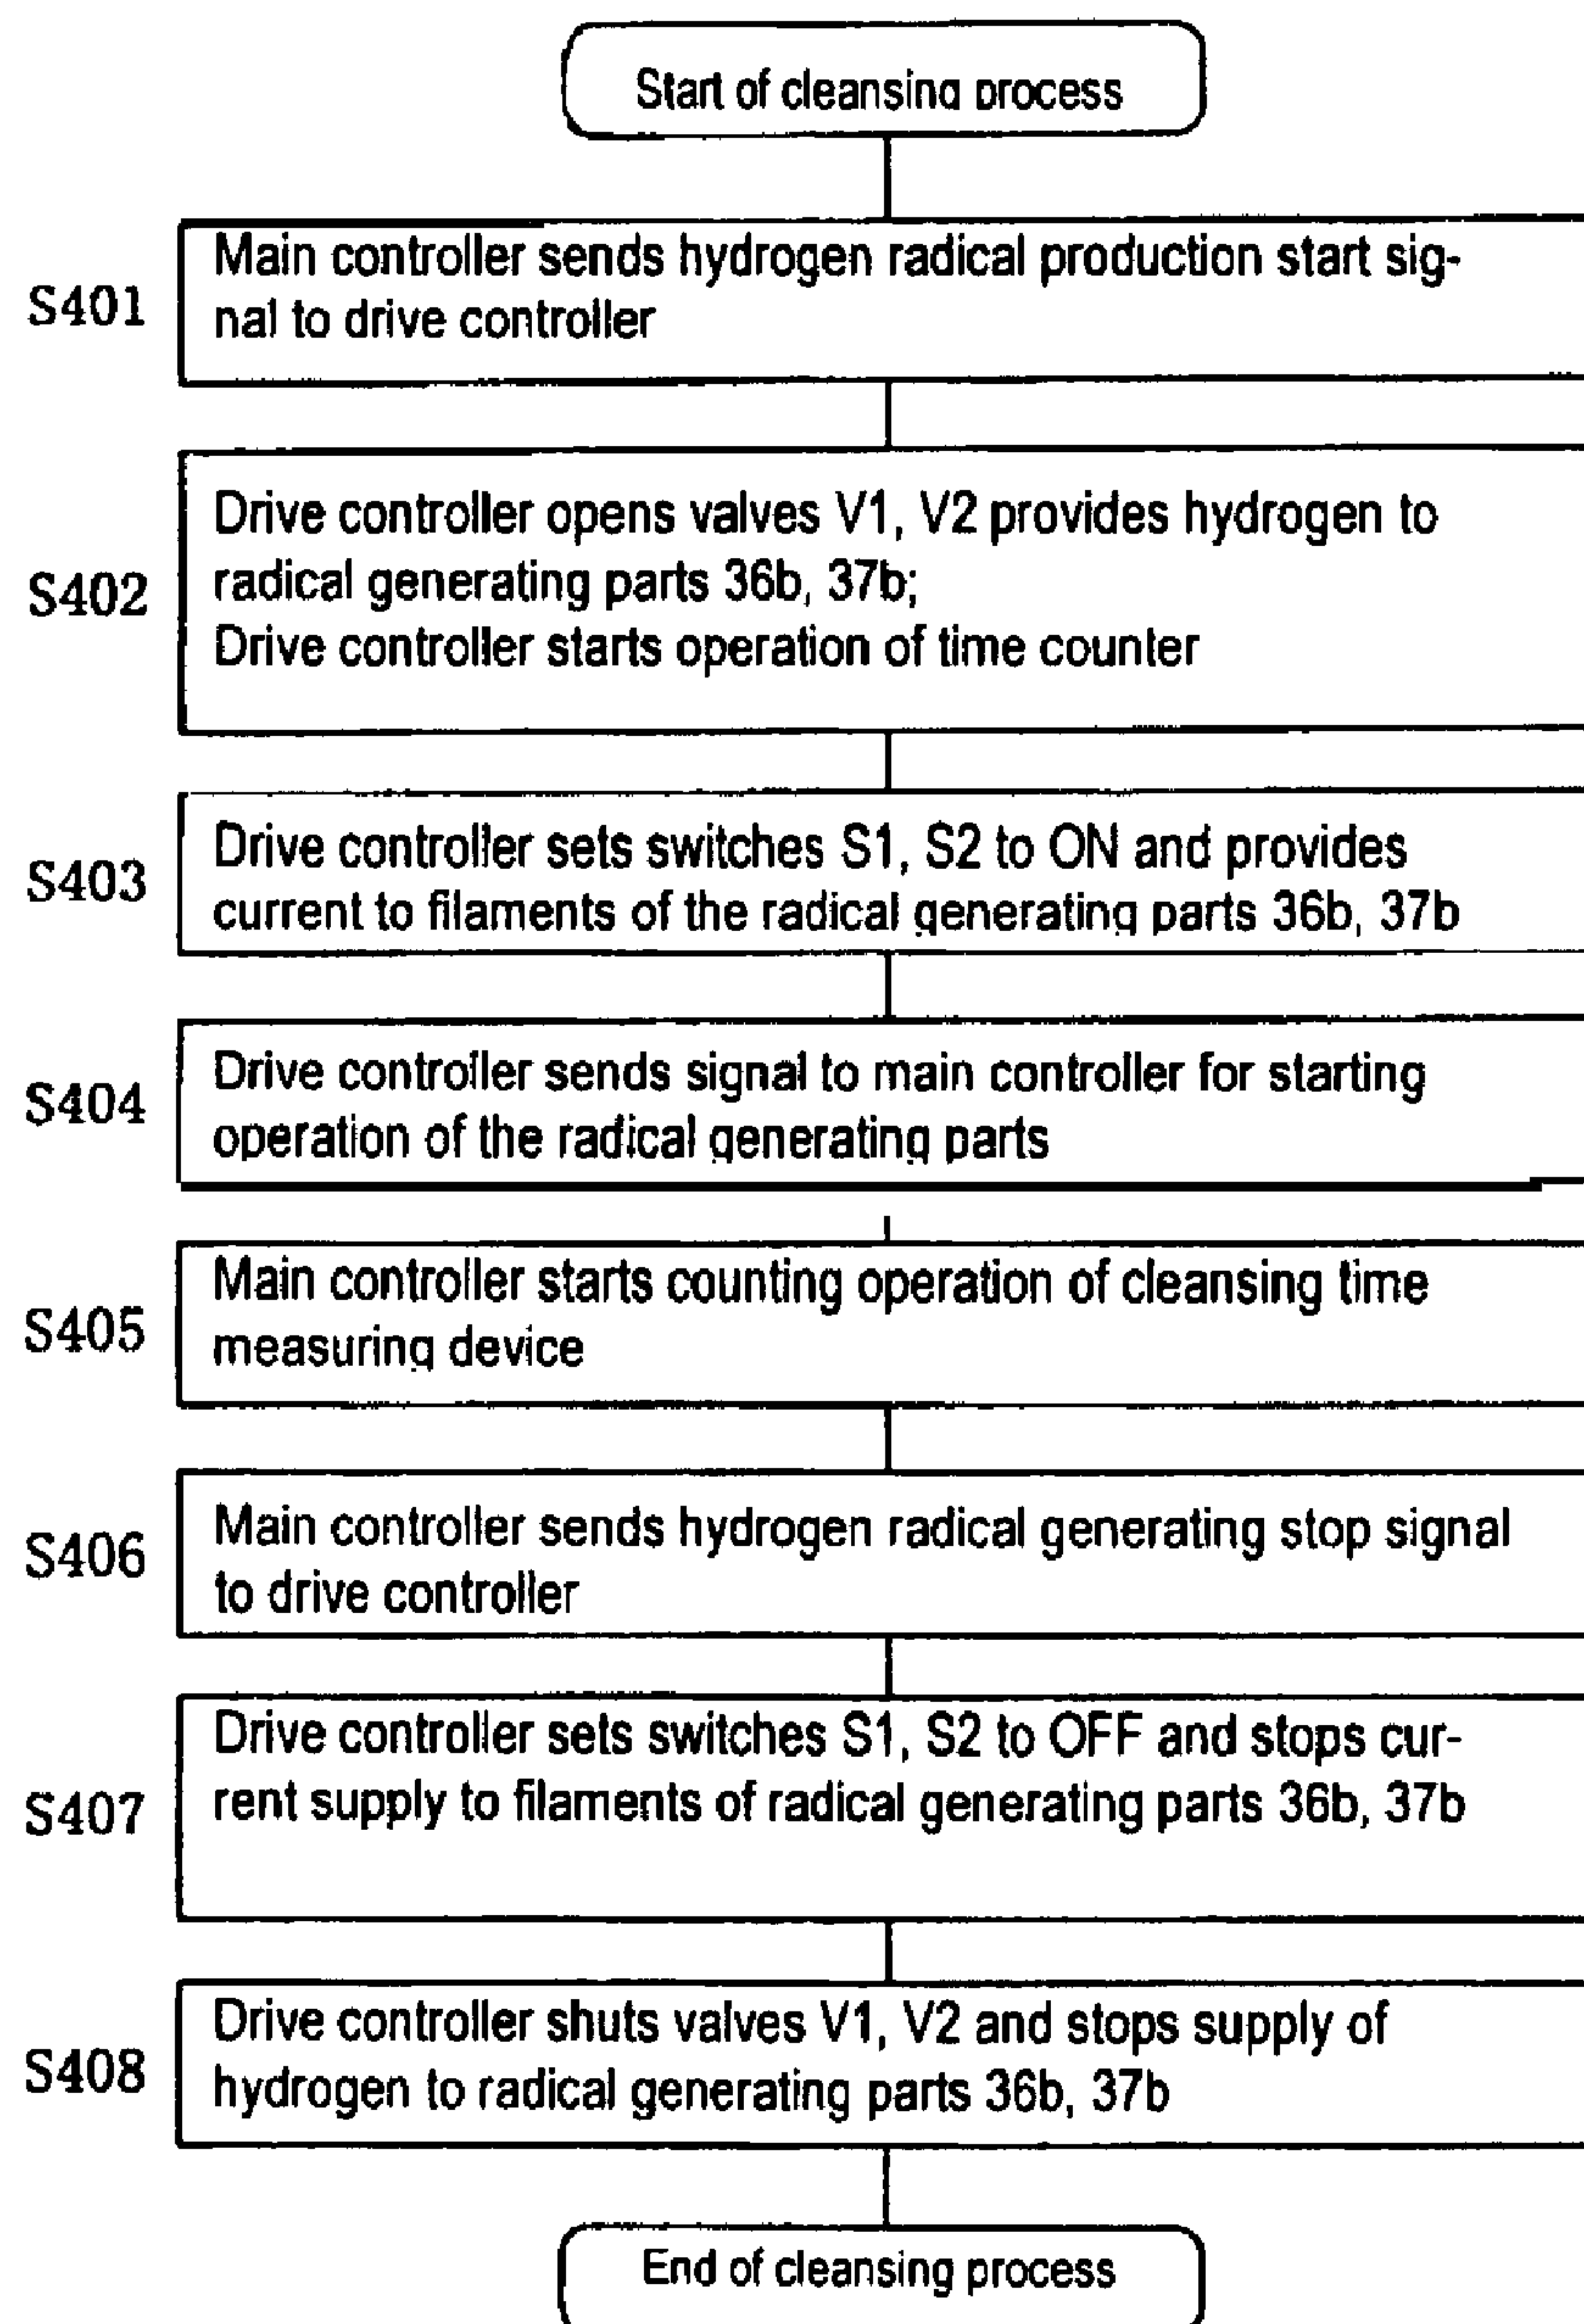 Start of cleansing process
S401
Main controller sends hydrogen radical production start sig-
nal to drive controller
S402
Drive controller opens valves V1, V2 provides hydrogen to
radical generating parts 36b, 37b;
Drive controller starts operation of time counter
S403
Drive controller sets switches S1, S2 to ON and provides
current to filaments of the radical generating parts 36b, 37b
S404
Drive controller sends signal to main controller for starting
operation of the radical generating parts
S405
Main controller starts counting operation of cleansing time
measuring device
S406
Main controller sends hydrogen radical generating stop signal
to drive controller
S407
Drive controller sets switches S1, S2 to OFF and stops cur-
rent supply to filaments of radical generating parts 36b, 37b
S408
Drive controller shuts valves V1, V2 and stops supply of
hydrogen to radical generating parts 36b, 37b
End of cleansing process